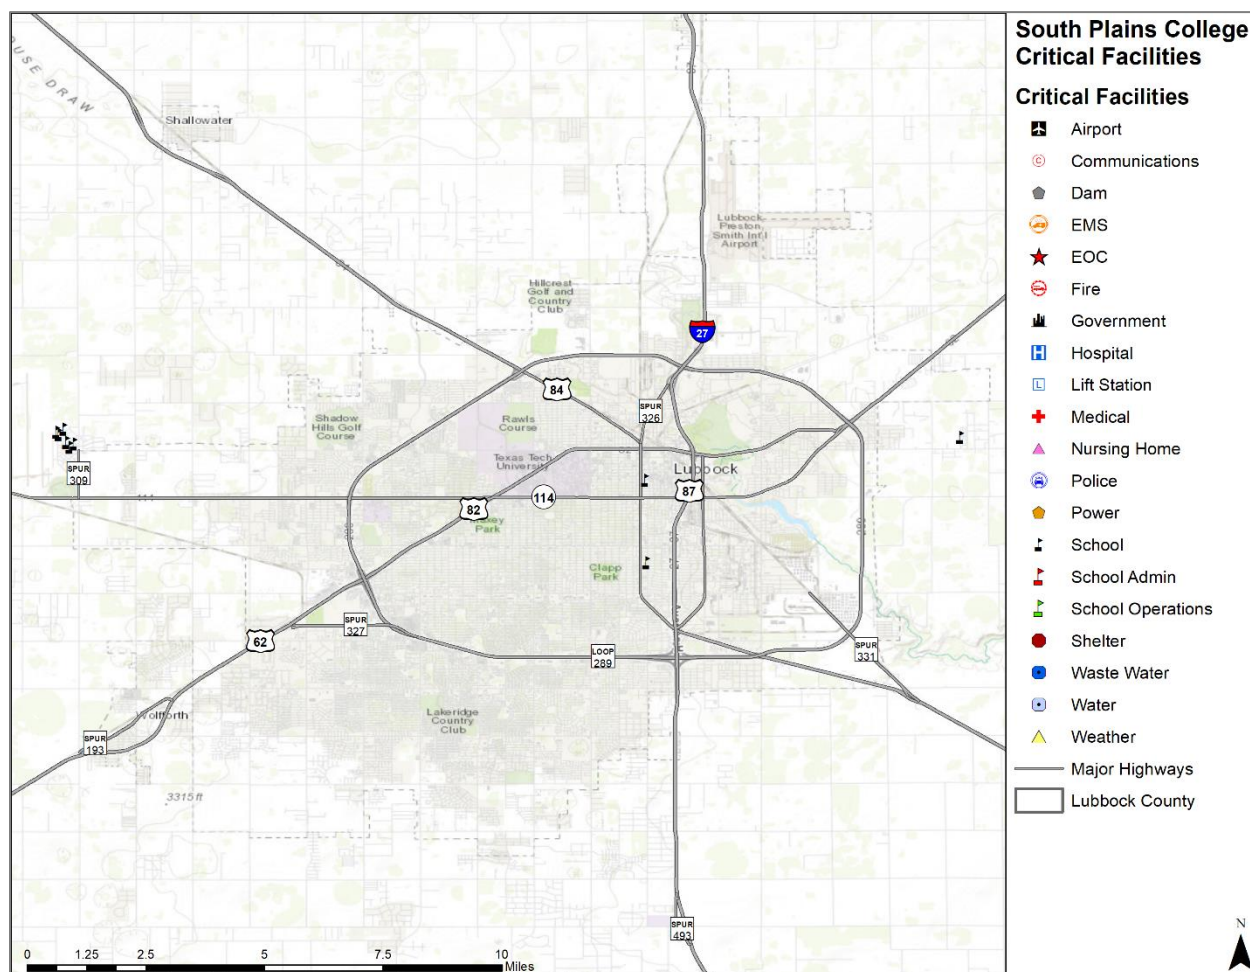 South Plains College
Critical Facilities
Critical Facilities
Airport
Communications
Dam
EMS
EOC
Fire
Government
Hospital
Lift Station
Medical
Nursing Home
Police
Power
School
School Admin
School Operations
Shelter
Waste Water
Water
Weather
Major Highways
Lubbock County
N
DRAW
Shallowater
Lubbock
Preston
Smith Int'l
Airport
Hillcrest
Golf and
Country
Club
27
84
SPUR
326
Shadow
Hills Golf
Course
Rawls
Course
Texas Tech
University
Lubbock
SPUR
309
114
87
82
Park
Clapp
Park
289
SPUR
327
62
LOOP
289
SPUR
331
Wolfforth
SPUR
193
Lakeridge
Country
Club
3315 ft
SPUR
493
0 1.25 2.5 5 7.5 10
Miles